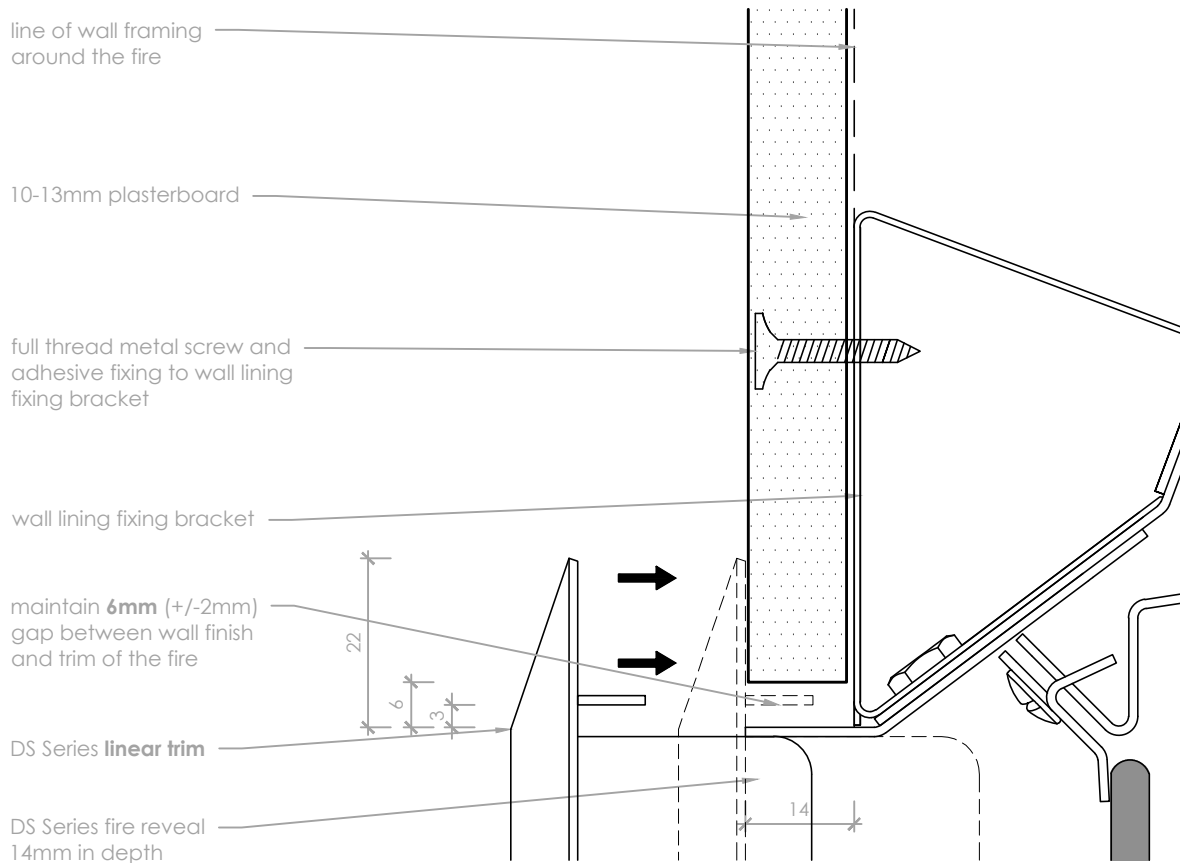 line of wall framing
around the fire
10-13mm plasterboard
full thread metal screw and
adhesive fixing to wall lining
fixing bracket
wall lining fixing bracket
maintain 6mm (+/-2mm)
gap between wall finish
and trim of the fire
22
6
3
DS Series linear trim
DS Series fire reveal
14mm in depth
14